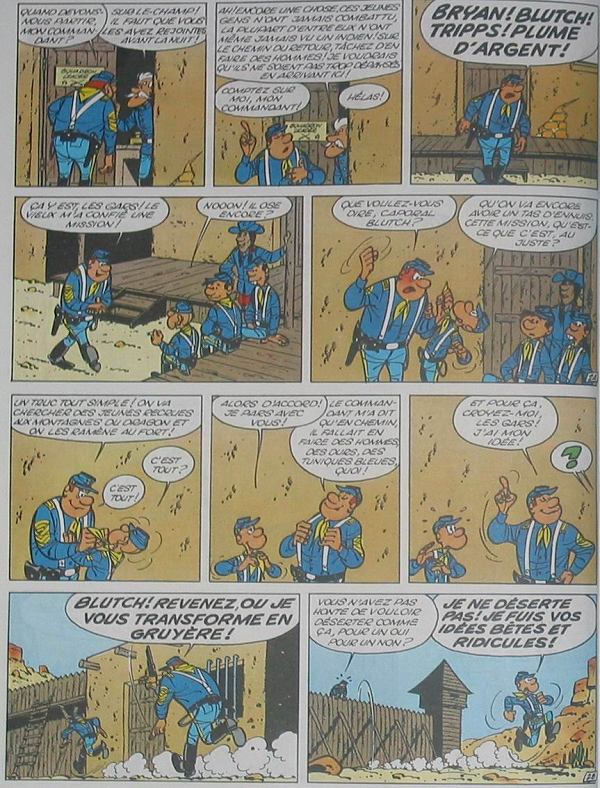 QUAND DEVONS-
NOUS PARTIR,
MON COMMAN-
DANT?
SUR-LE-CHAMP!
IL FAUT QUE VOUS
LES AYEZ REJOINTES
AVANT LA NUIT!
SQUADRON
LEADER
AH! ENCORE UNE CHOSE, CES JEUNES
GENS N'ONT JAMAIS COMBATTU,
LA PLUPART D'ENTRE EUX N'ONT
MÊME JAMAIS VU UN INDIEN! SUR
LE CHEMIN DU RETOUR, TÂCHEZ D'EN
FAIRE DES HOMMES! JE VOUDRAIS
QU'ILS NE SOIENT PAS TROP DÉPAYSÉS
EN ARRIVANT ICI!
COMPTEZ SUR
MOI, MON
COMMANDANT!
HÉLAS!
SQUADRON
LEADER
BRYAN! BLUTCH!
TRIPPS! PLUME
D'ARGENT!
ÇA Y EST, LES GARS! LE
VIEUX M'A CONFIÉ UNE
MISSION!
NOOON! IL OSE
ENCORE?
QUE VOULEZ-VOUS
DIRE, CAPORAL
BLUTCH?
QU'ON VA ENCORE
AVOIR UN TAS D'ENNUIS.
CETTE MISSION, QU'EST-
CE QUE C'EST, AU
JUSTE?
UN TRUC TOUT SIMPLE! ON VA
CHERCHER DES JEUNES RECRUES
AUX MONTAGNES DU DRAGON ET
ON LES RAMÈNE AU FORT!
C'EST
TOUT?
C'EST
TOUT!
ALORS D'ACCORD!
JE PARS AVEC
VOUS!
LE COMMAN-
DANT M'A DIT
QU'EN CHEMIN,
IL FALLAIT EN
FAIRE DES HOMMES,
DES DURS, DES
TUNIQUES BLEUES,
QUOI!
ET POUR ÇA,
CROYEZ-MOI,
LES GARS!
J'AI MON
IDÉE!
?
BLUTCH! REVENEZ, OU JE
VOUS TRANSFORME EN
GRUYÈRE!
VOUS N'AVEZ PAS
HONTE DE VOULOIR
DÉSERTER COMME
ÇA, POUR UN OUI
POUR UN NON?
JE NE DÉSERTE
PAS! JE FUIS VOS
IDÉES BÊTES ET
RIDICULES!